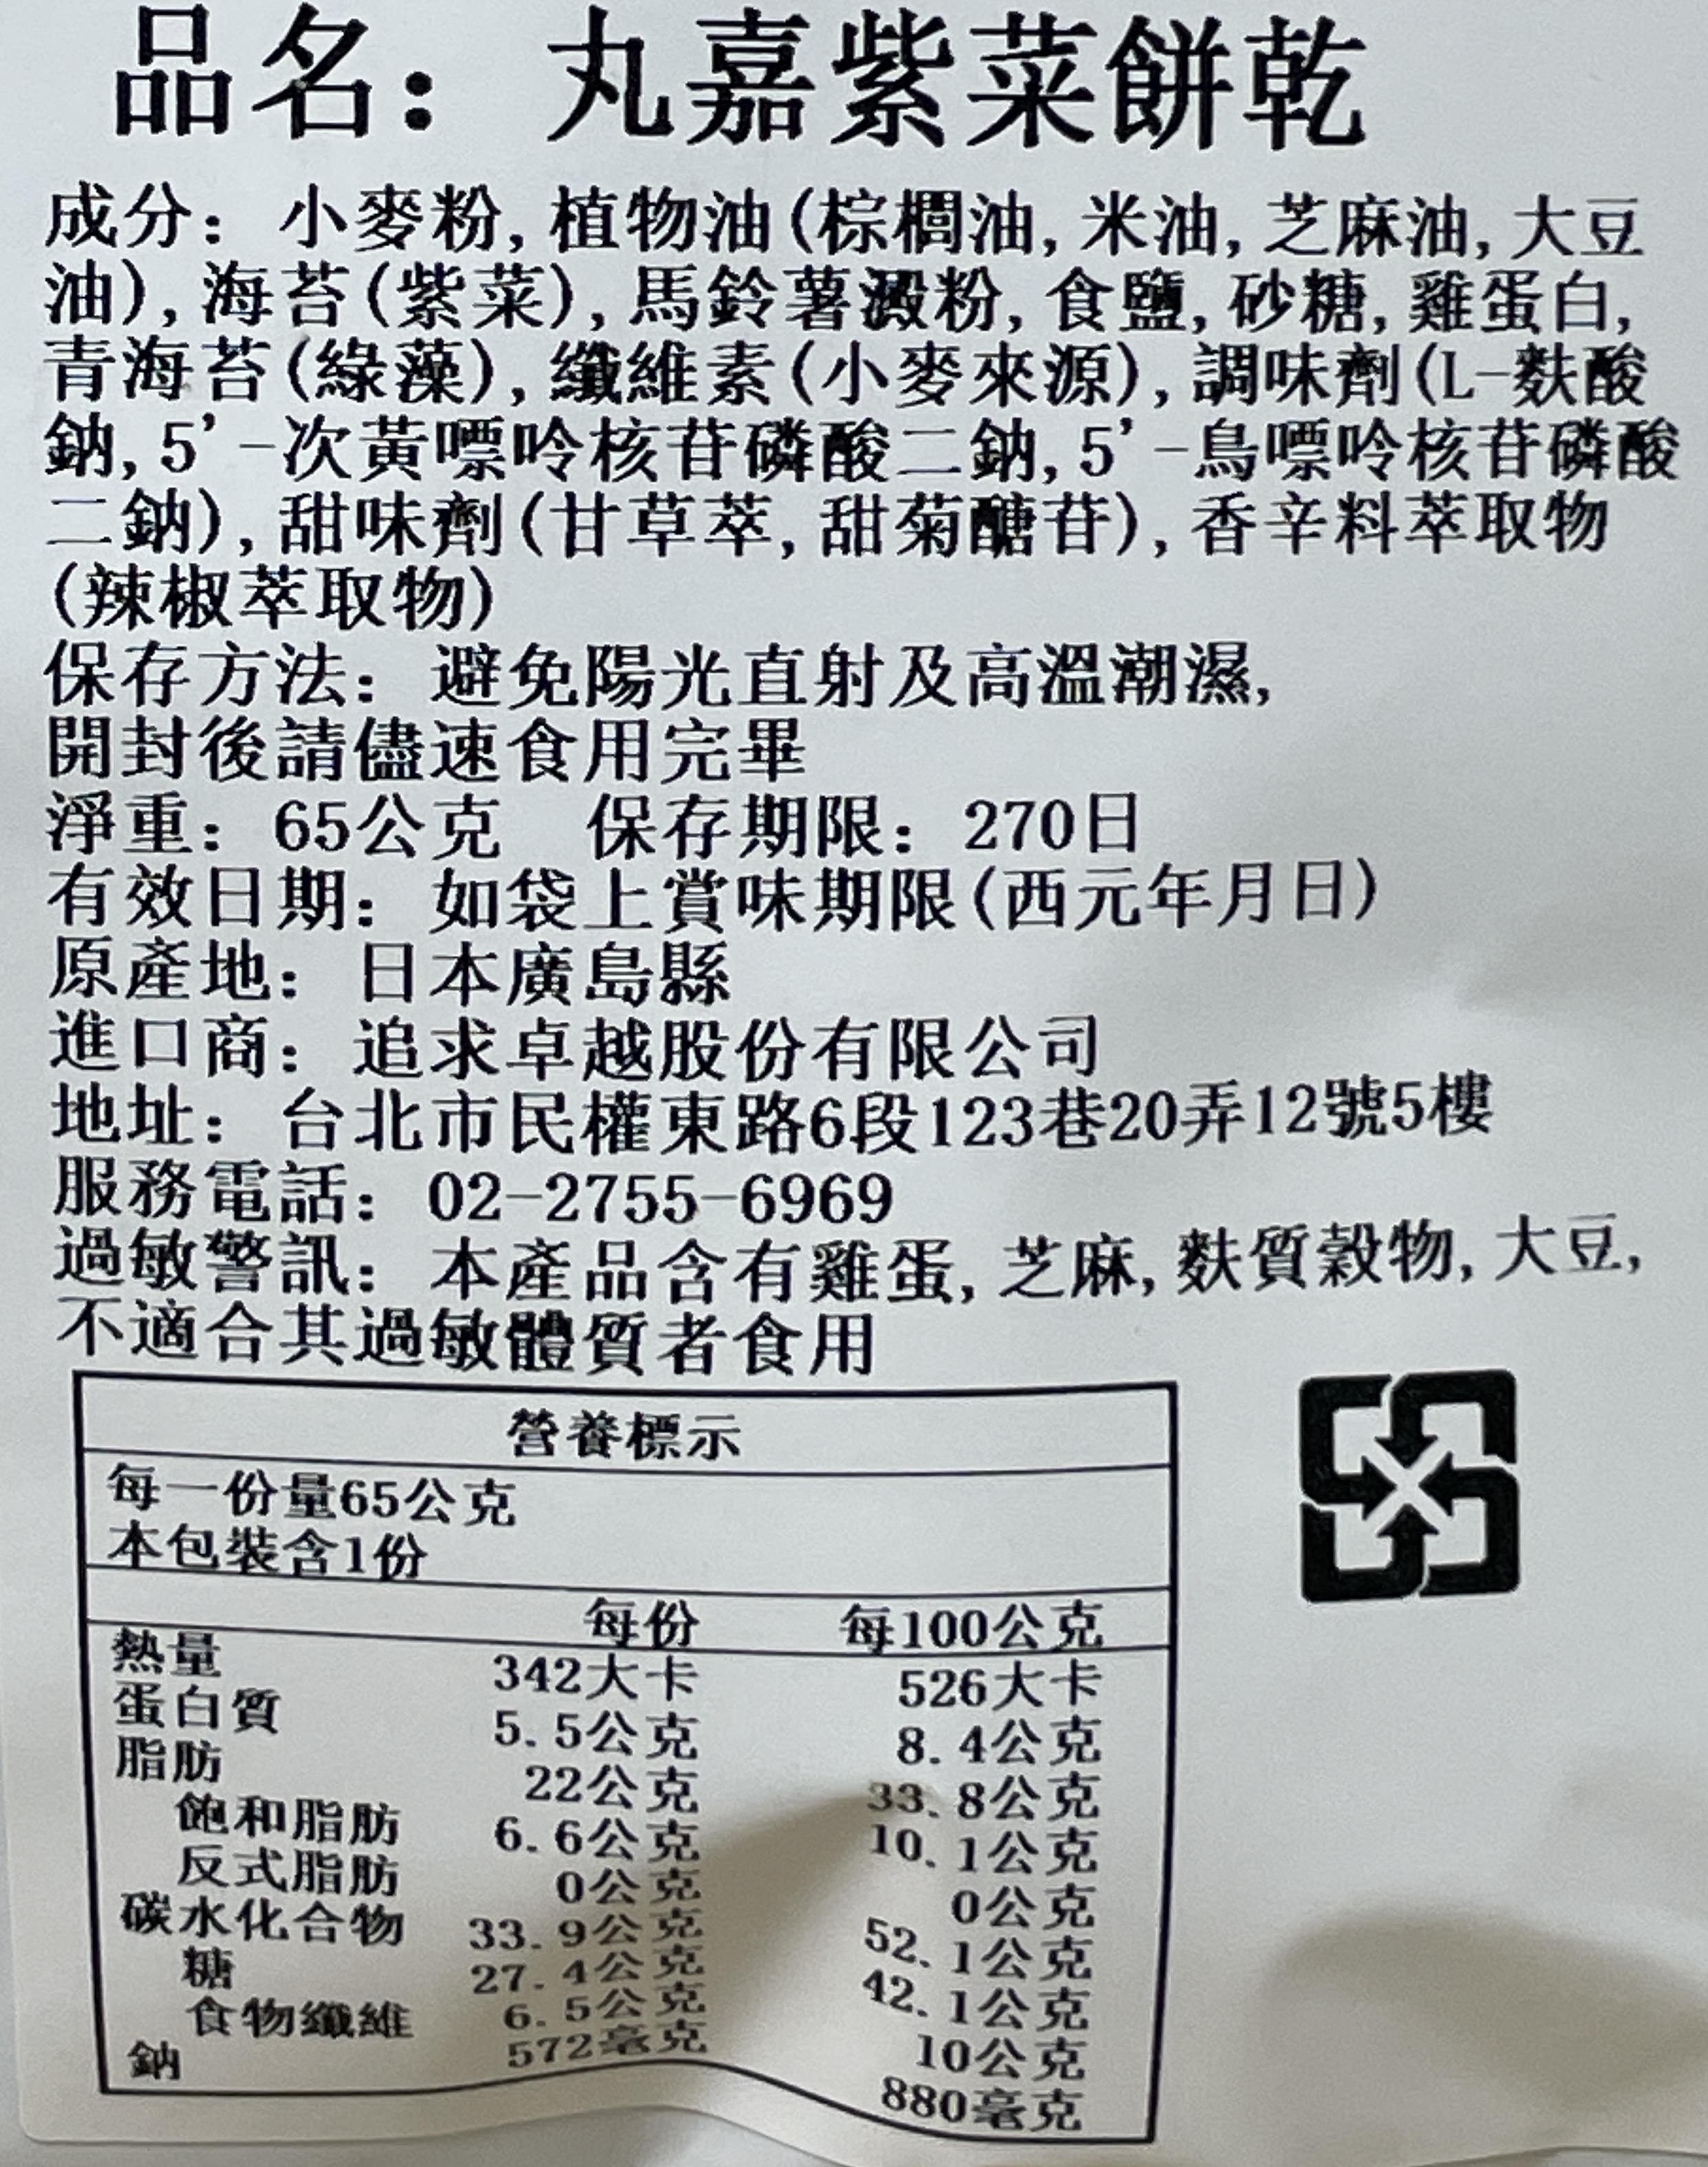 品名：丸嘉紫菜餅乾
成分：小麥粉,植物油(棕櫚油,米油,芝麻油,大豆
油),海苔(紫菜),馬鈴薯澱粉,食鹽,砂糖,雞蛋白,
青海苔(綠藻),纖維素(小麥來源),調味劑(L-麩酸
鈉,5'-次黃嘌呤核苷磷酸二鈉,5'-鳥嘌呤核苷磷酸
二鈉),甜味劑(甘草萃,甜菊醣苷),香辛料萃取物
(辣椒萃取物)
保存方法：避免陽光直射及高溫潮濕,
開封後請儘速食用完畢
淨重：65公克　保存期限：270日
有效日期：如袋上賞味期限(西元年月日)
原產地：日本廣島縣
進口商：追求卓越股份有限公司
地址：台北市民權東路6段123巷20弄12號5樓
服務電話：02-2755-6969
過敏警訊：本產品含有雞蛋,芝麻,麩質穀物,大豆,
不適合其過敏體質者食用
營養標示
每一份量65公克
本包裝含1份
每份　每100公克
熱量　342大卡　526大卡
蛋白質　5.5公克　8.4公克
脂肪　22公克　33.8公克
飽和脂肪　6.6公克　10.1公克
反式脂肪　0公克　0公克
碳水化合物　33.9公克　52.1公克
糖　27.4公克　42.1公克
食物纖維　6.5公克　10公克
鈉　572毫克　880毫克